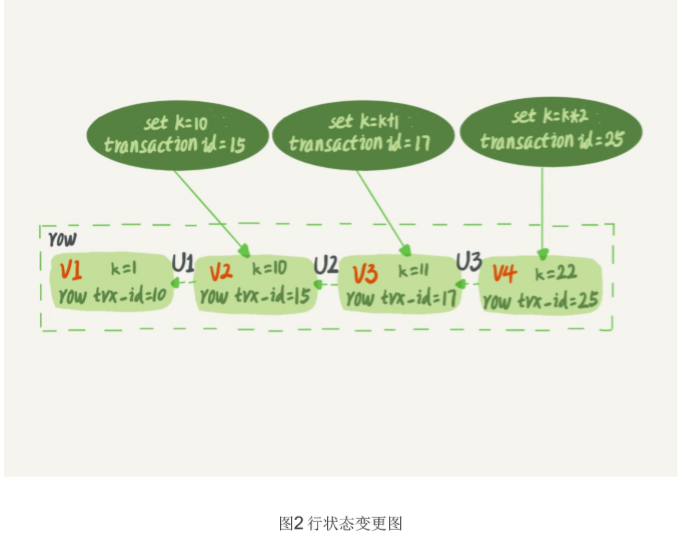 set k=10
transaction id=15
set k=k+1
transaction id=17
set k=k*2
transaction id=25
row
V1 k=1
row trx-id=10
U1
V2 k=10
row trx-id=15
U2
V3 k=11
row trx-id=17
U3
V4 k=22
row trx-id=25
图2 行状态变更图